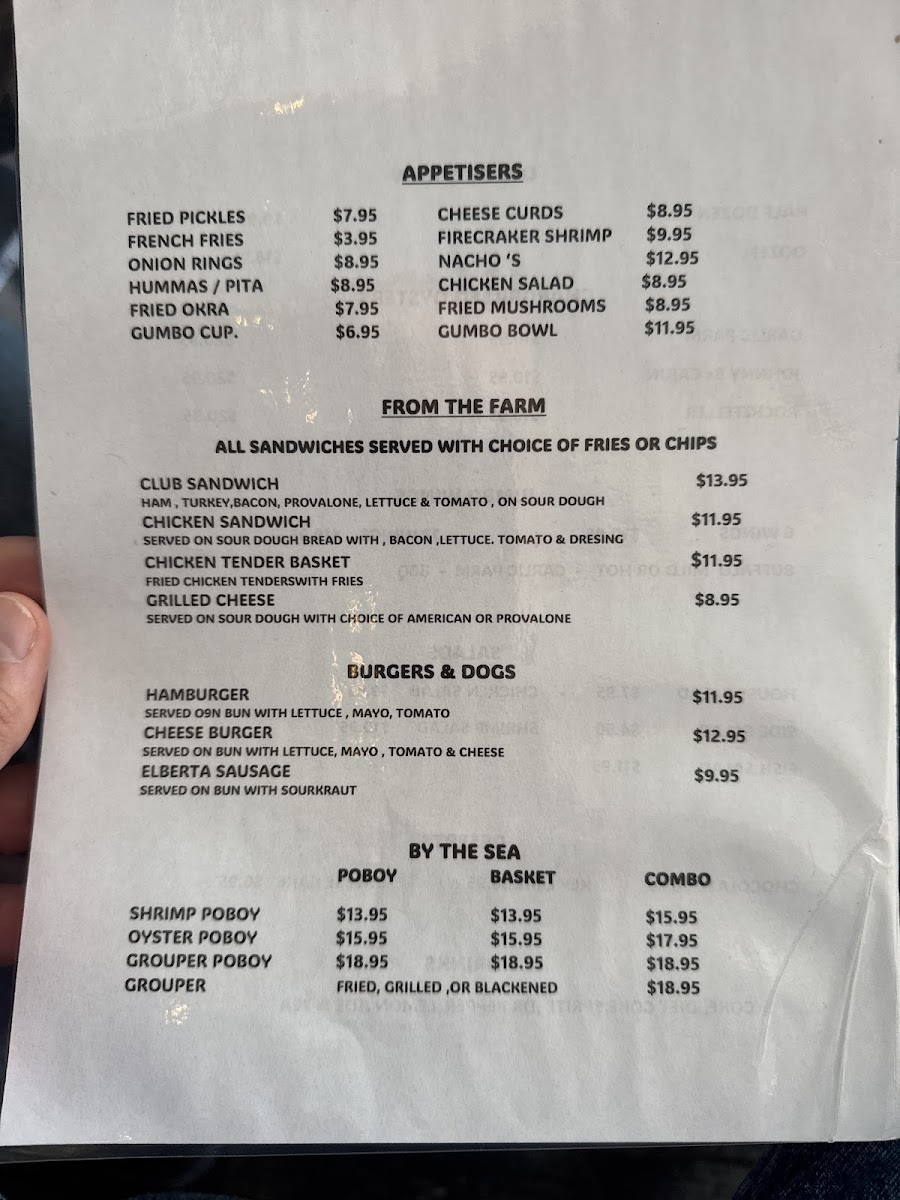 APPETISERS
FRIED PICKLES $7.95 CHEESE CURDS $8.95
FRENCH FRIES $3.95 FIRECRAKER SHRIMP $9.95
ONION RINGS $8.95 NACHO 'S $12.95
HUMMAS / PITA $8.95 CHICKEN SALAD $8.95
FRIED OKRA $7.95 FRIED MUSHROOMS $8.95
GUMBO CUP. $6.95 GUMBO BOWL $11.95
FROM THE FARM
ALL SANDWICHES SERVED WITH CHOICE OF FRIES OR CHIPS
CLUB SANDWICH $13.95
HAM , TURKEY,BACON, PROVALONE, LETTUCE & TOMATO , ON SOUR DOUGH
CHICKEN SANDWICH $11.95
SERVED ON SOUR DOUGH BREAD WITH , BACON ,LETTUCE. TOMATO & DRESING
CHICKEN TENDER BASKET $11.95
FRIED CHICKEN TENDERSWITH FRIES
GRILLED CHEESE $8.95
SERVED ON SOUR DOUGH WITH CHOICE OF AMERICAN OR PROVALONE
BURGERS & DOGS
HAMBURGER $11.95
SERVED O9N BUN WITH LETTUCE , MAYO, TOMATO
CHEESE BURGER $12.95
SERVED ON BUN WITH LETTUCE, MAYO , TOMATO & CHEESE
ELBERTA SAUSAGE $9.95
SERVED ON BUN WITH SOURKRAUT
BY THE SEA
POBOY BASKET COMBO
SHRIMP POBOY $13.95 $13.95 $15.95
OYSTER POBOY $15.95 $15.95 $17.95
GROUPER POBOY $18.95 $18.95 $18.95
GROUPER FRIED, GRILLED ,OR BLACKENED $18.95